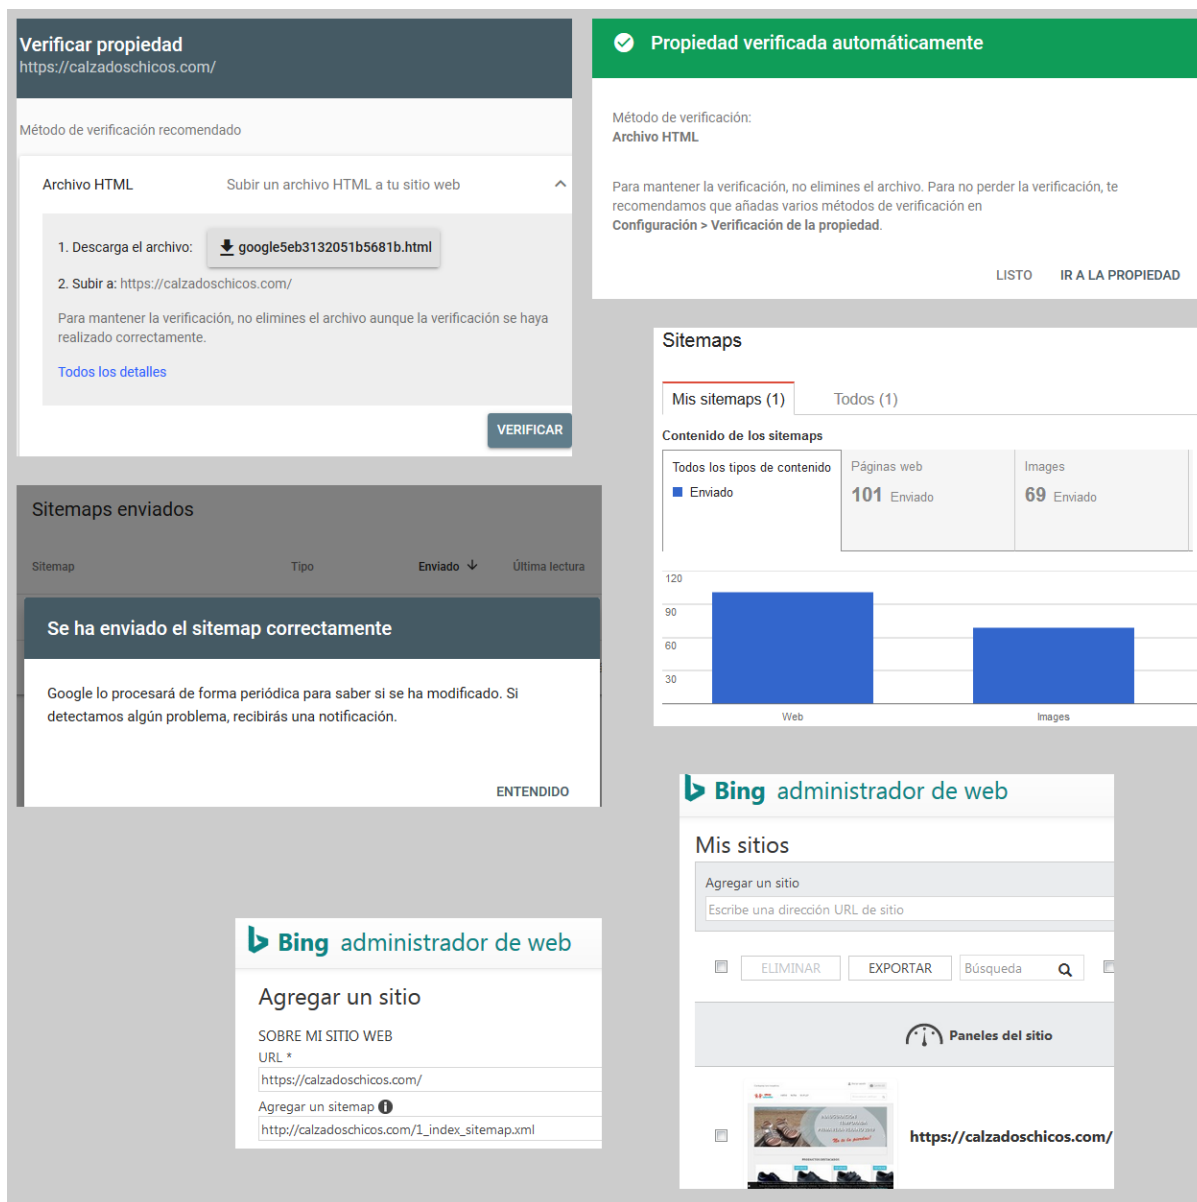 Verificar propiedad
https://calzadoschicos.com/
Método de verificación recomendado
Archivo HTML Subir un archivo HTML a tu sitio web
1. Descarga el archivo: google5eb3132051b5681b.html
2. Subir a: https://calzadoschicos.com/
Para mantener la verificación, no elimines el archivo aunque la verificación se haya
realizado correctamente.
Todos los detalles
VERIFICAR
Propiedad verificada automáticamente
Método de verificación:
Archivo HTML
Para mantener la verificación, no elimines el archivo. Para no perder la verificación, te
recomendamos que añadas varios métodos de verificación en
Configuración > Verificación de la propiedad.
LISTO IR A LA PROPIEDAD
Sitemaps
Mis sitemaps (1) Todos (1)
Contenido de los sitemaps
Todos los tipos de contenido Páginas web Images
Enviado 101 Enviado 69 Enviado
120
90
60
30
Web Images
Sitemaps enviados
Sitemap Tipo Enviado Última lectura
Se ha enviado el sitemap correctamente
Google lo procesará de forma periódica para saber si se ha modificado. Si
detectamos algún problema, recibirás una notificación.
ENTENDIDO
Bing administrador de web
Agregar un sitio
SOBRE MI SITIO WEB
URL *
https://calzadoschicos.com/
Agregar un sitemap
http://calzadoschicos.com/1_index_sitemap.xml
Bing administrador de web
Mis sitios
Agregar un sitio
Escribe una dirección URL de sitio
ELIMINAR EXPORTAR Búsqueda
Paneles del sitio
https://calzadoschicos.com/